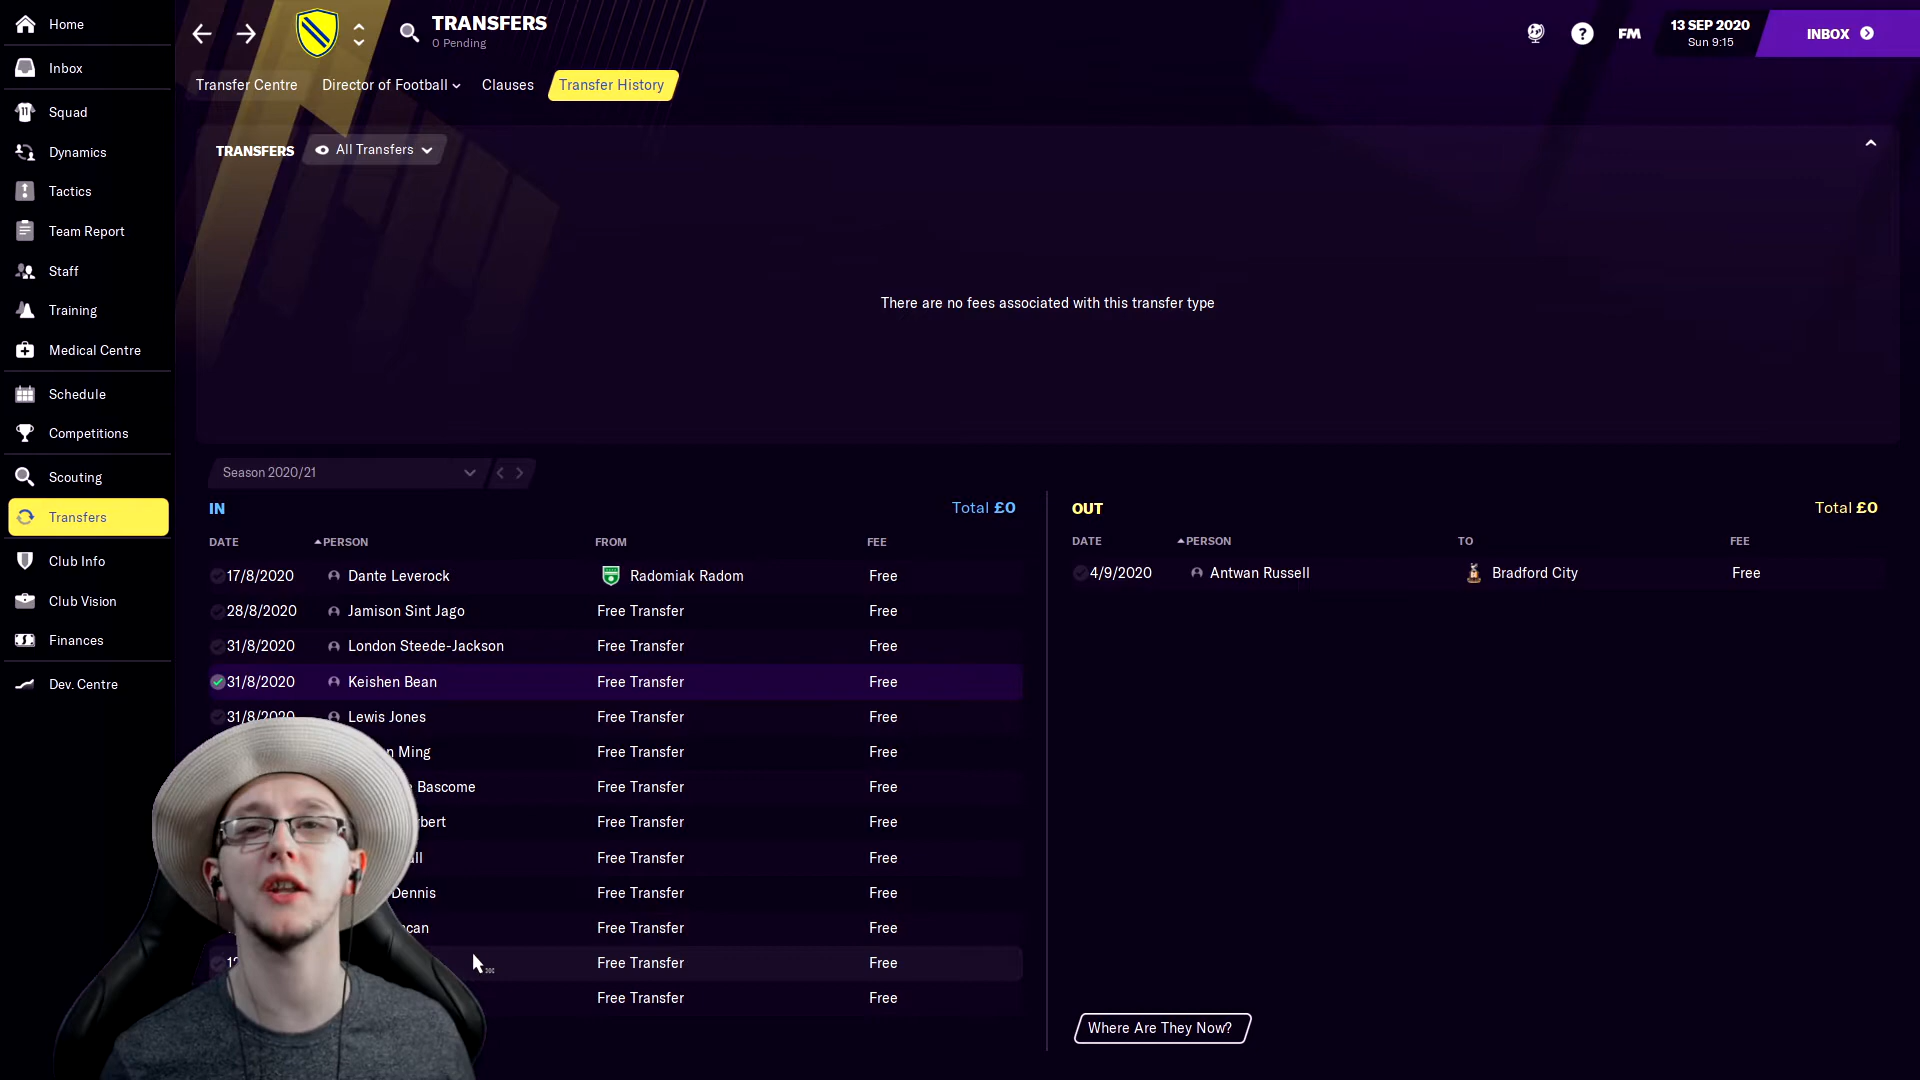 Home
Inbox
Squad
Dynamics
Tactics
Team Report
Staff
Training
Medical Centre
Schedule
Competitions
Scouting
Transfers
Club Info
Club Vision
Finances
Dev. Centre
TRANSFERS
0 Pending
?
FM
13 SEP 2020
Sun 9:15
INBOX
Transfer Centre
Director of Football
Clauses
Transfer History
TRANSFERS
All Transfers
There are no fees associated with this transfer type
Season 2020/21
IN
Total £0
DATE PERSON FROM FEE
17/8/2020 Dante Leverock Radomiak Radom Free
28/8/2020 Jamison Sint Jago Free Transfer Free
31/8/2020 London Steede-Jackson Free Transfer Free
31/8/2020 Keishen Bean Free Transfer Free
31/8/2020 Lewis Jones Free Transfer Free
Ming Free Transfer Free
Bascome Free Transfer Free
Free Transfer Free
Free Transfer Free
Dennis Free Transfer Free
Free Transfer Free
Free Transfer Free
Free Transfer Free
OUT
Total £0
DATE PERSON TO FEE
4/9/2020 Antwan Russell Bradford City Free
Where Are They Now?